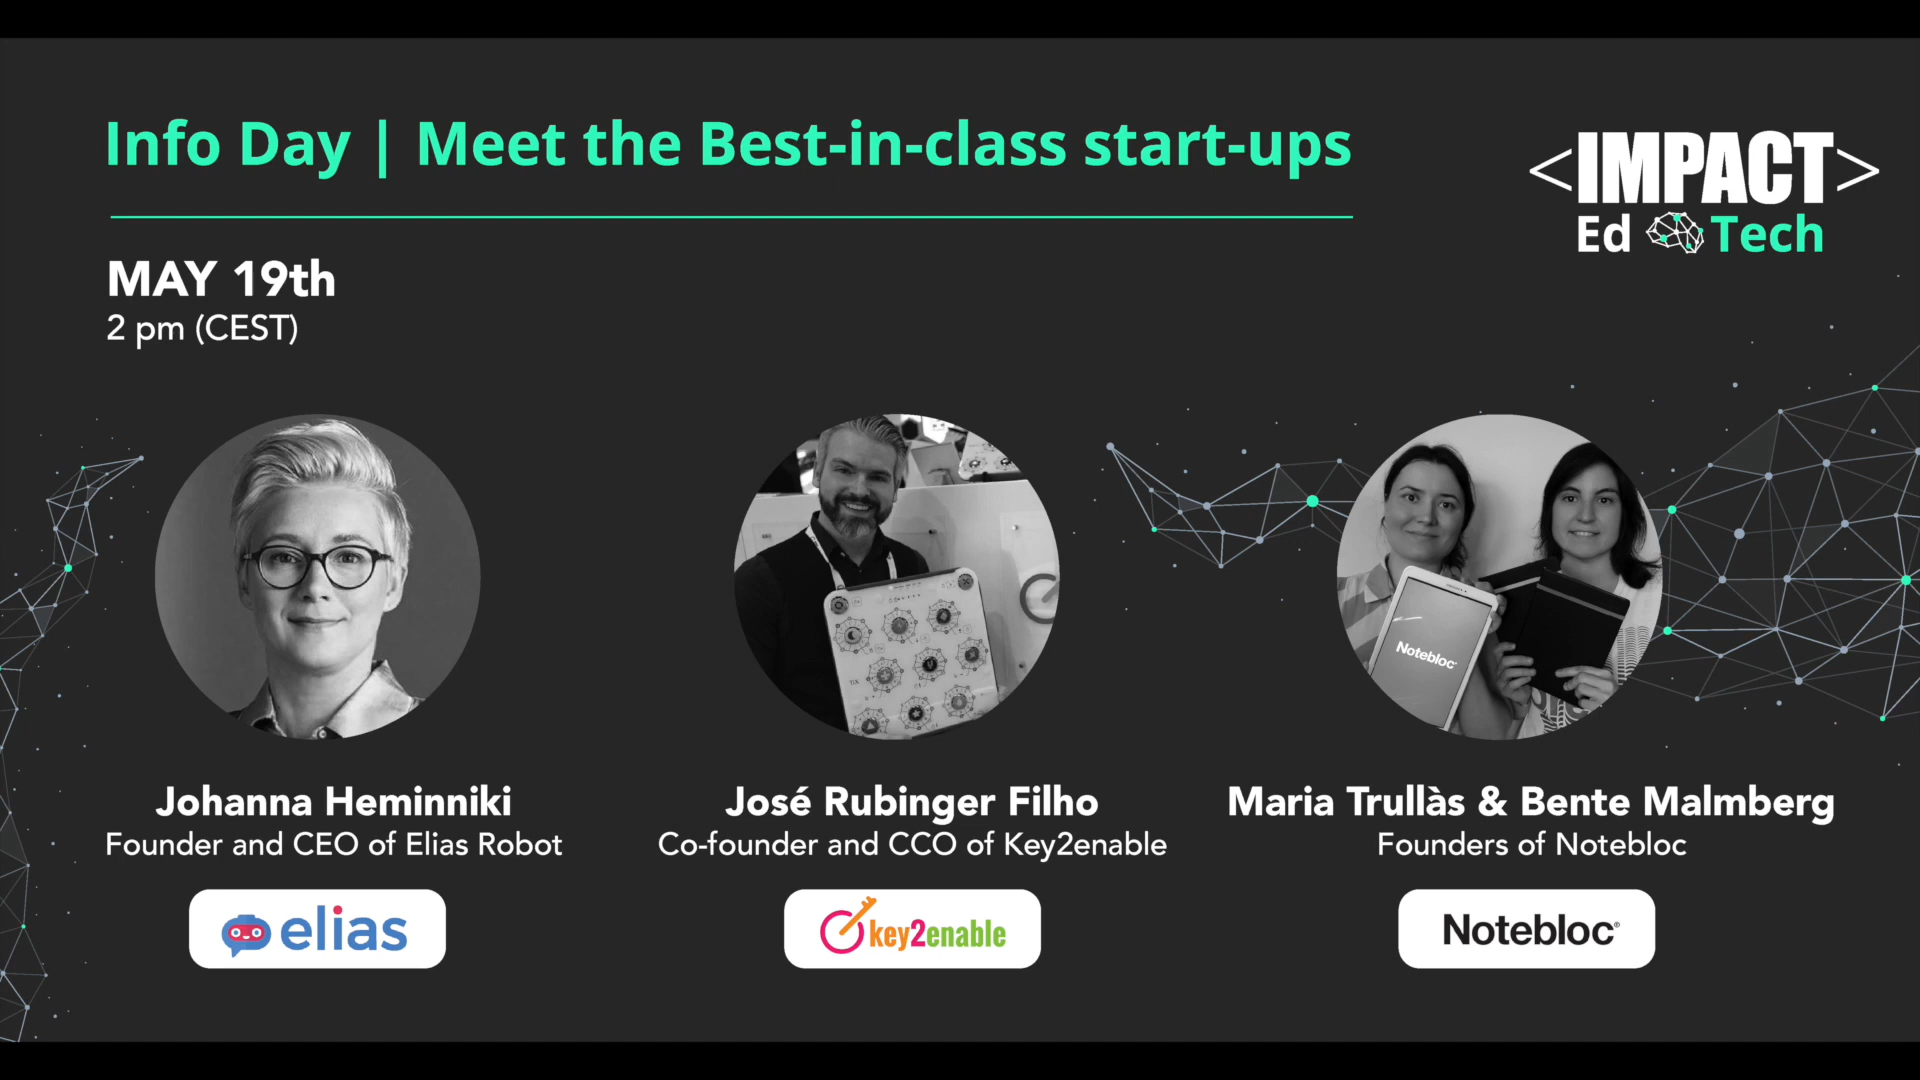 Info Day | Meet the Best-in-class start-ups
<IMPACT>
Ed Tech
MAY 19th
2 pm (CEST)
Notebloc
Johanna Heminniki
Founder and CEO of Elias Robot
elias
José Rubinger Filho
Co-founder and CCO of Key2enable
key2enable
Maria Trullàs & Bente Malmberg
Founders of Notebloc
Notebloc®